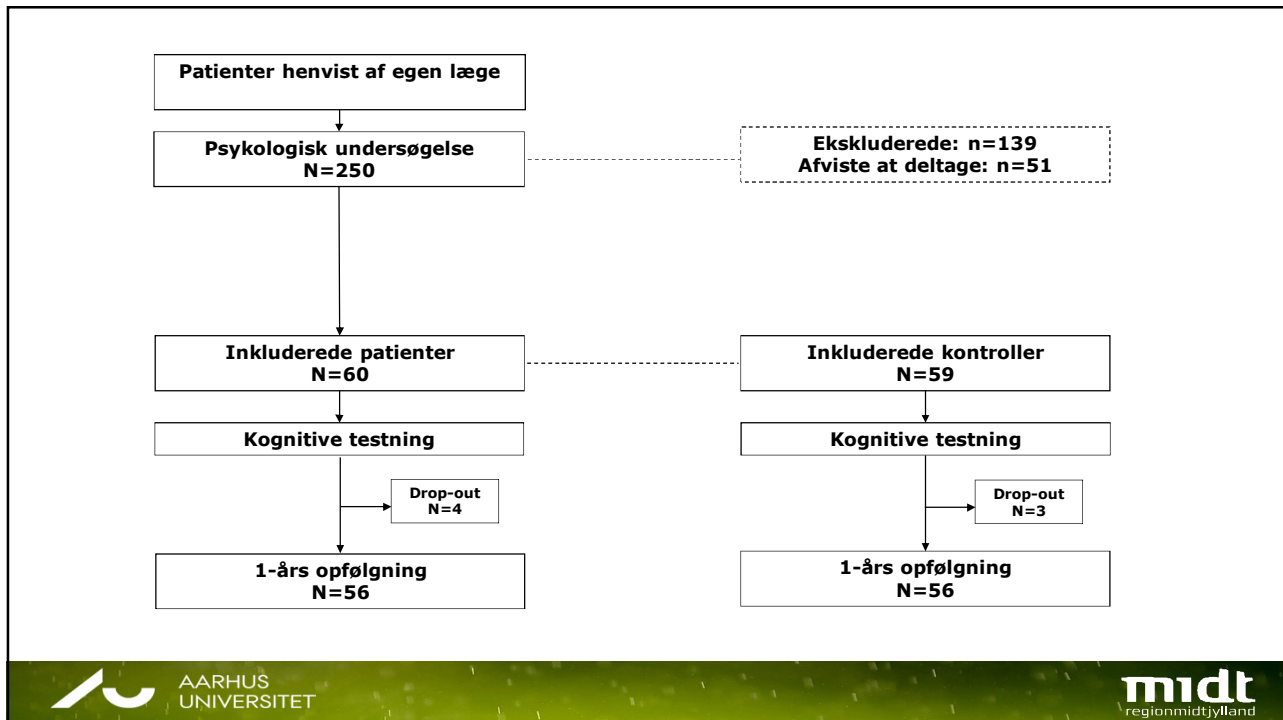 Patienter henvist af egen læge
Psykologisk undersøgelse
N=250
Ekskluderede: n=139
Afviste at deltage: n=51
Inkluderede patienter
N=60
Inkluderede kontroller
N=59
Kognitive testning
Kognitive testning
Drop-out
N=4
Drop-out
N=3
1-års opfølgning
N=56
1-års opfølgning
N=56
AARHUS
UNIVERSITET
midt
regionmidtjylland